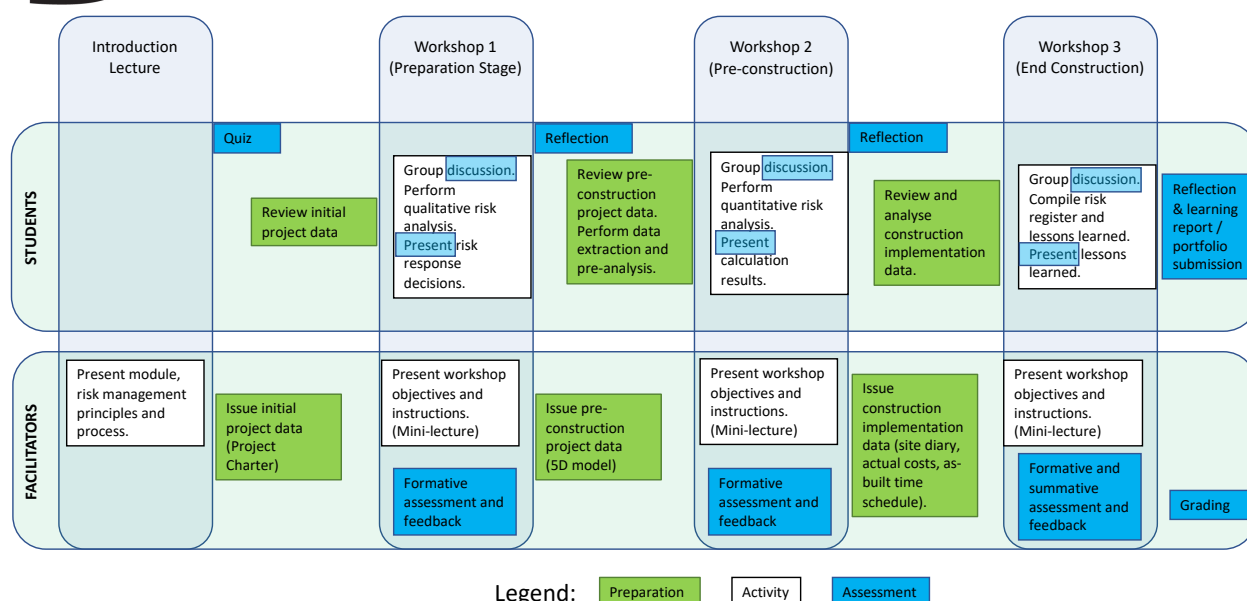 Introduction
Lecture
Workshop 1
(Preparation Stage)
Workshop 2
(Pre-construction)
Workshop 3
(End Construction)
STUDENTS
Quiz
Review initial
project data
Group discussion.
Perform
qualitative risk
analysis.
Present risk
response
decisions.
Reflection
Review pre-
construction
project data.
Perform data
extraction and
pre-analysis.
Group discussion.
Perform
quantitative risk
analysis.
Present
calculation
results.
Reflection
Review and
analyse
construction
implementation
data.
Group discussion.
Compile risk
register and
lessons learned.
Present lessons
learned.
Reflection
& learning
report /
portfolio
submission
FACILITATORS
Present module,
risk management
principles and
process.
Issue initial
project data
(Project
Charter)
Present workshop
objectives and
instructions.
(Mini-lecture)
Formative
assessment and
feedback
Issue pre-
construction
project data
(5D model)
Present workshop
objectives and
instructions.
(Mini-lecture)
Formative
assessment and
feedback
Issue
construction
implementation
data (site diary,
actual costs, as-
built time
schedule).
Present workshop
objectives and
instructions.
(Mini-lecture)
Formative and
summative
assessment and
feedback
Grading
Legend:
Preparation
Activity
Assessment